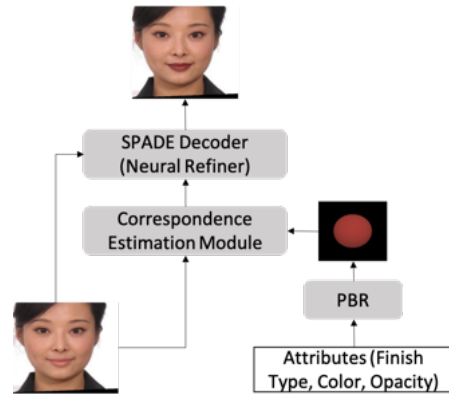 SPADE Decoder
(Neural Refiner)
Correspondence
Estimation Module
PBR
Attributes (Finish
Type, Color, Opacity)